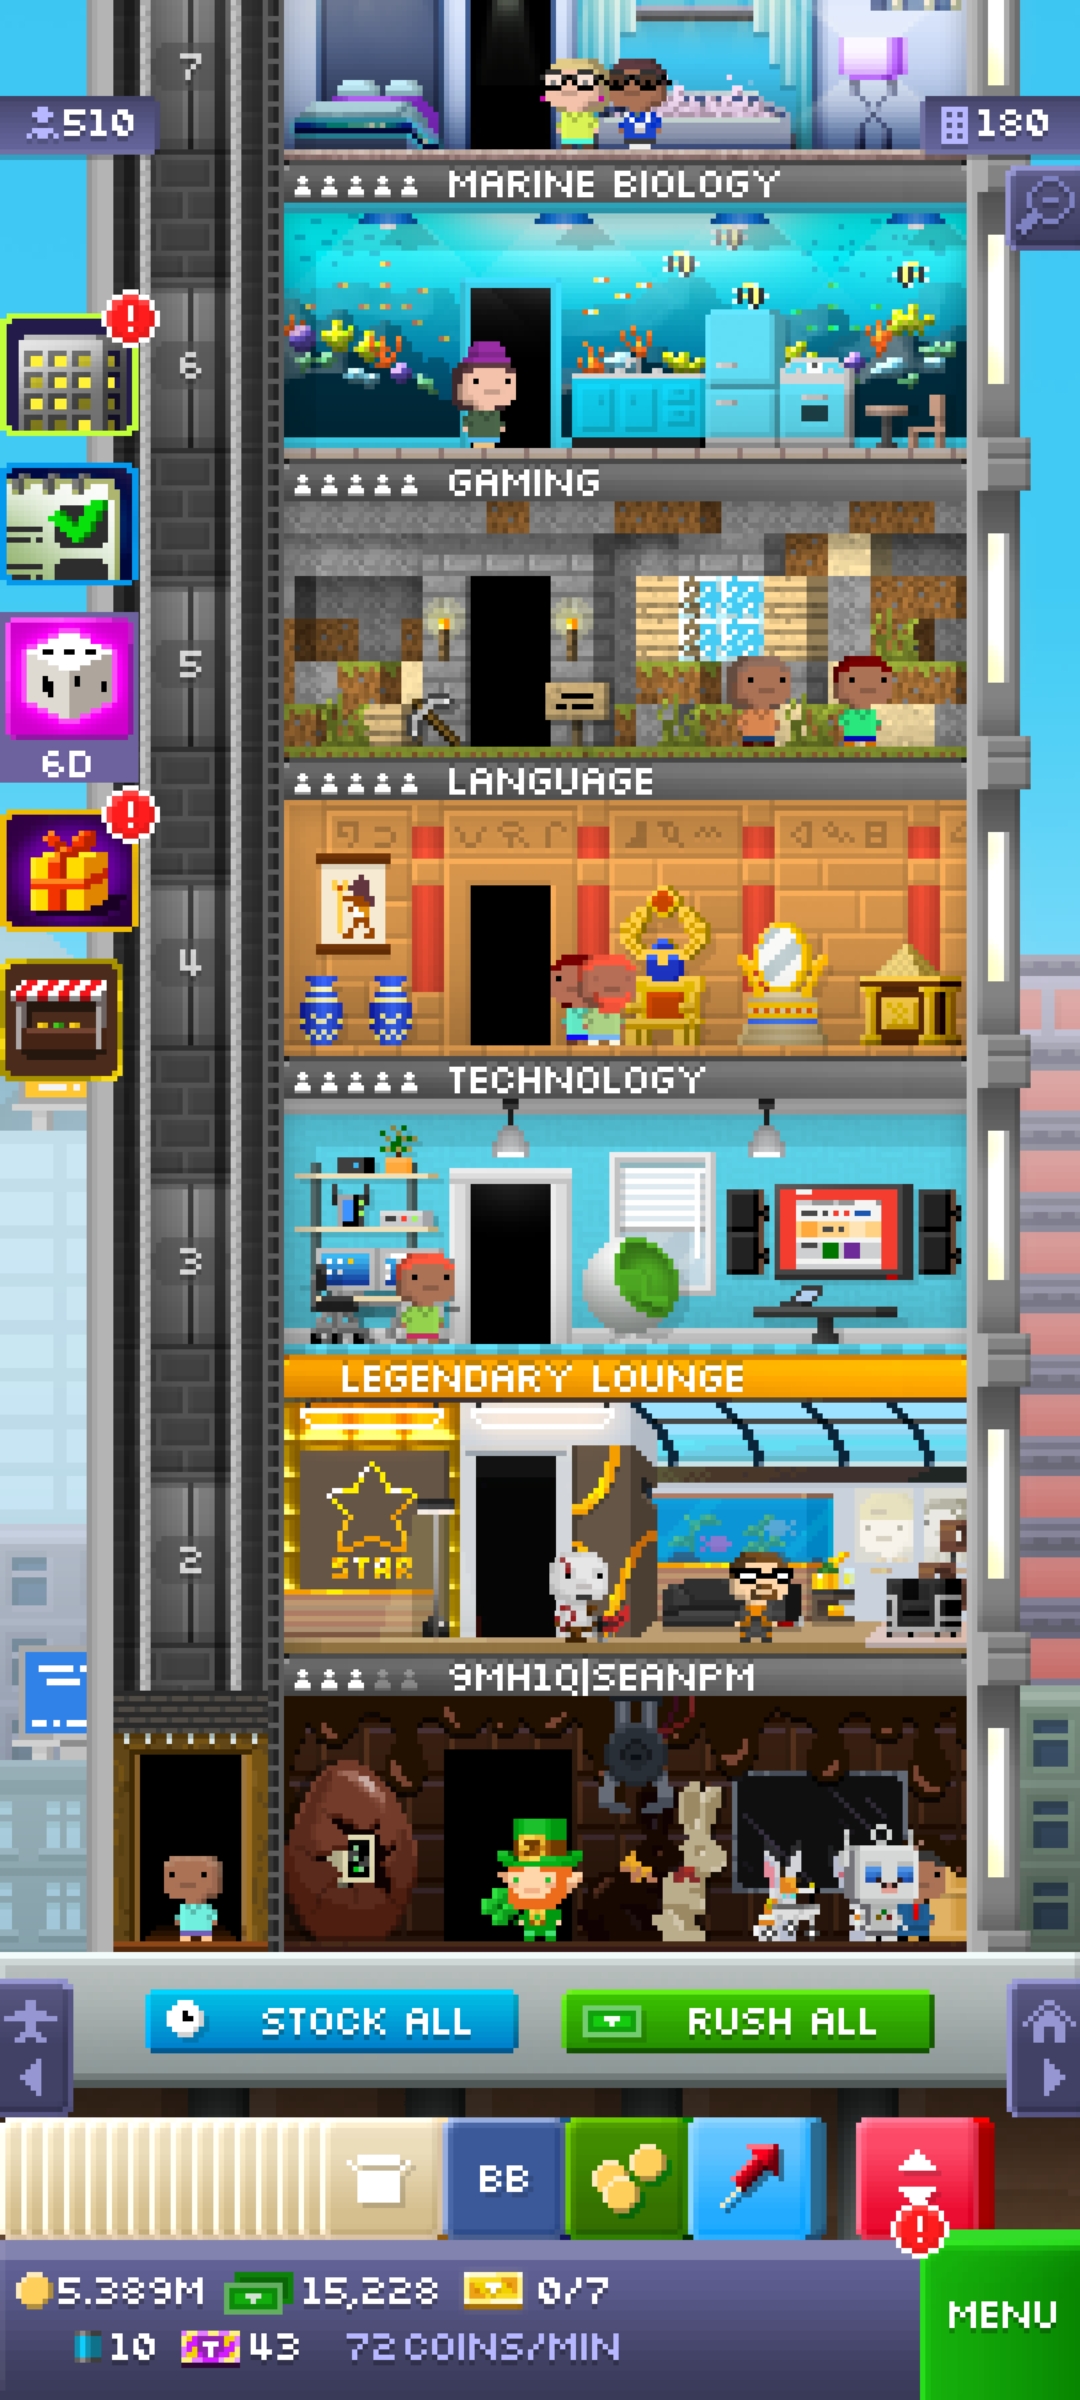 7
510
180
MARINE BIOLOGY
6
GAMING
5
6D
LANGUAGE
4
TECHNOLOGY
3
LEGENDARY LOUNGE
STAR
2
9MH1Q|SEANPM
STOCK ALL
RUSH ALL
BB
5.389M 15,228 0/7
MENU
10 43 72 COINS/MIN